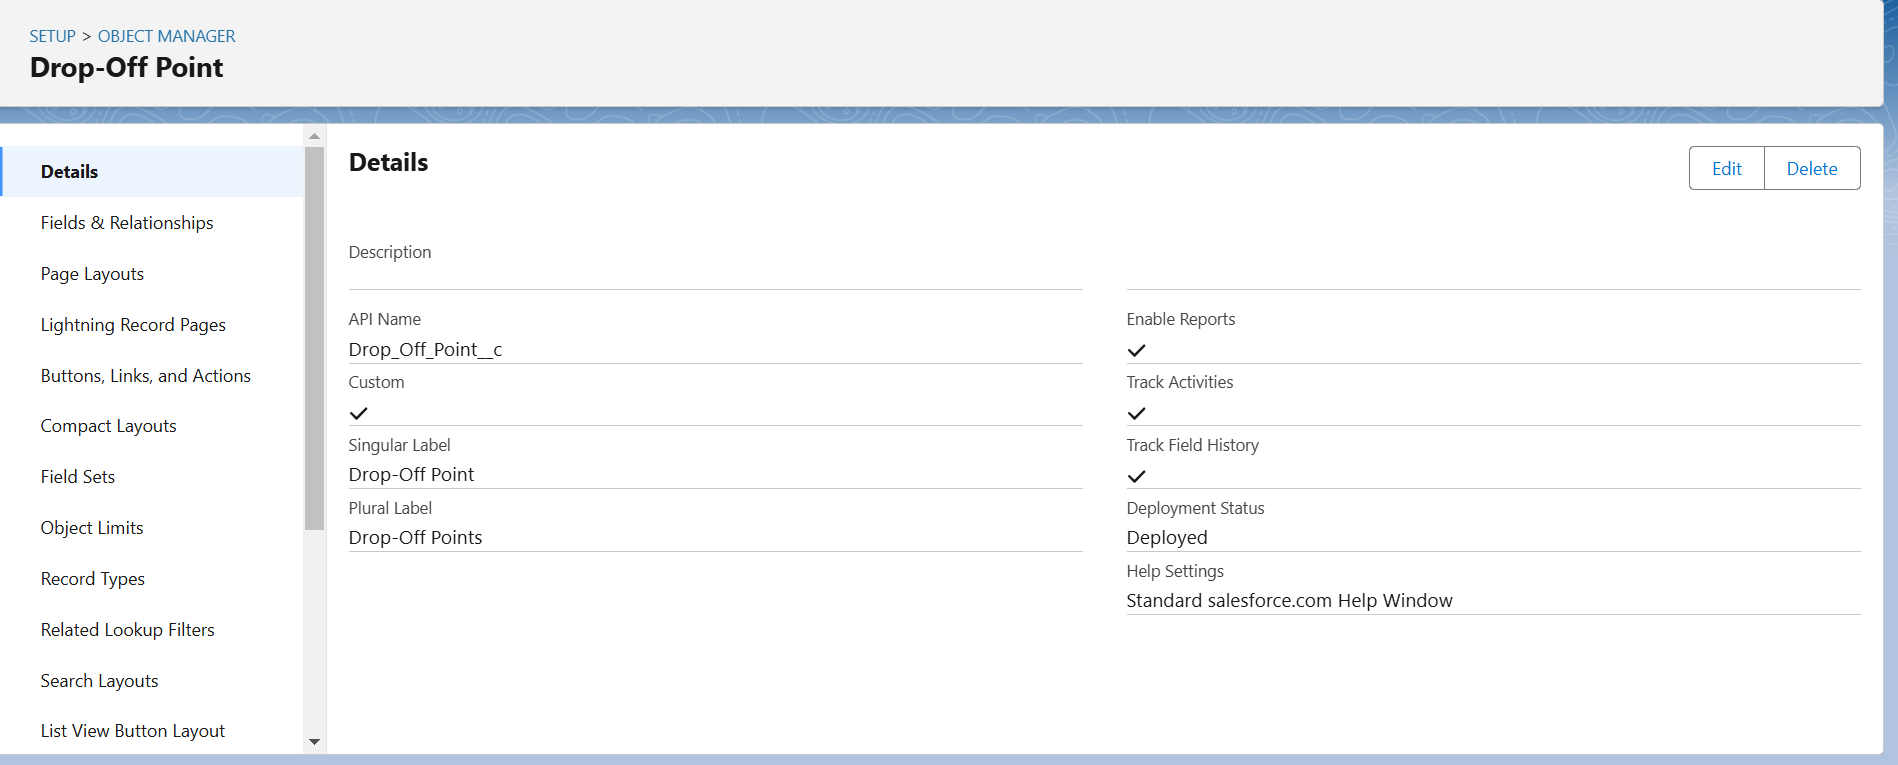 SETUP > OBJECT MANAGER
Drop-Off Point
Details
Fields & Relationships
Page Layouts
Lightning Record Pages
Buttons, Links, and Actions
Compact Layouts
Field Sets
Object Limits
Record Types
Related Lookup Filters
Search Layouts
List View Button Layout
Details
Edit
Delete
Description
API Name
Drop_Off_Point__c
Custom
Singular Label
Drop-Off Point
Plural Label
Drop-Off Points
Enable Reports
Track Activities
Track Field History
Deployment Status
Deployed
Help Settings
Standard salesforce.com Help Window